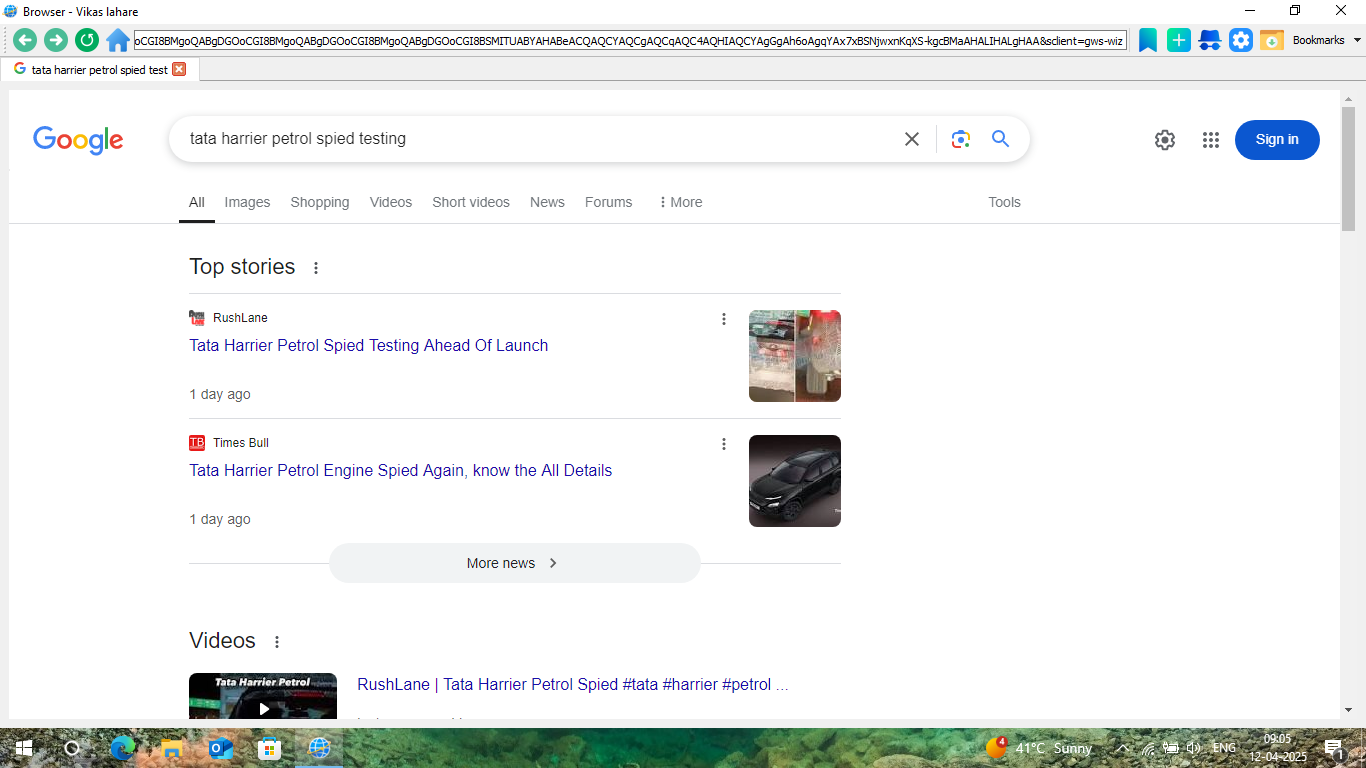 Browser - Vikas lahare
oCGI8BMgoQABgDGOoCGI8BMgoQABgDGOoCGI8BMgoQABgDGOoCGI8BSMITUABYAHABeACQAQCYAQCgAQCqAQC4AQHIAQCYAgGgAh6oAgqYAx7xBSNjwxnKqXS-kgcBMaAHALIHALgHAA&sclient=gws-wiz
Bookmarks
tata harrier petrol spied test
Google
tata harrier petrol spied testing
Sign in
All Images Shopping Videos Short videos News Forums More Tools
Top stories
RushLane
Tata Harrier Petrol Spied Testing Ahead Of Launch
1 day ago
TB Times Bull
Tata Harrier Petrol Engine Spied Again, know the All Details
1 day ago
More news
Videos
Tata Harrier Petrol
RushLane | Tata Harrier Petrol Spied #tata #harrier #petrol ...
4
41°C Sunny
ENG
09:05
12-04-2025
1